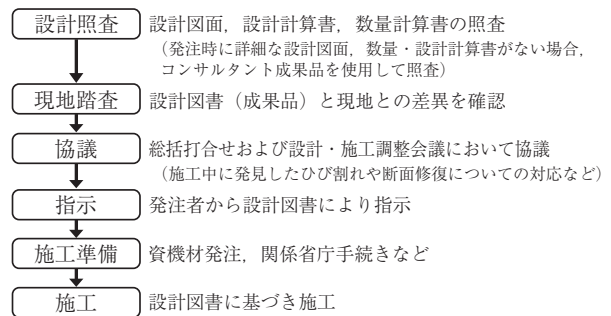 設計照査 設計図面，設計計算書，数量計算書の照査
（発注時に詳細な設計図面，数量・設計計算書がない場合，
コンサルタント成果品を使用して照査）
現地踏査 設計図書（成果品）と現地との差異を確認
協議 総括打合せおよび設計・施工調整会議において協議
（施工中に発見したひび割れや断面修復についての対応など）
指示 発注者から設計図書により指示
施工準備 資機材発注，関係省庁手続きなど
施工 設計図書に基づき施工